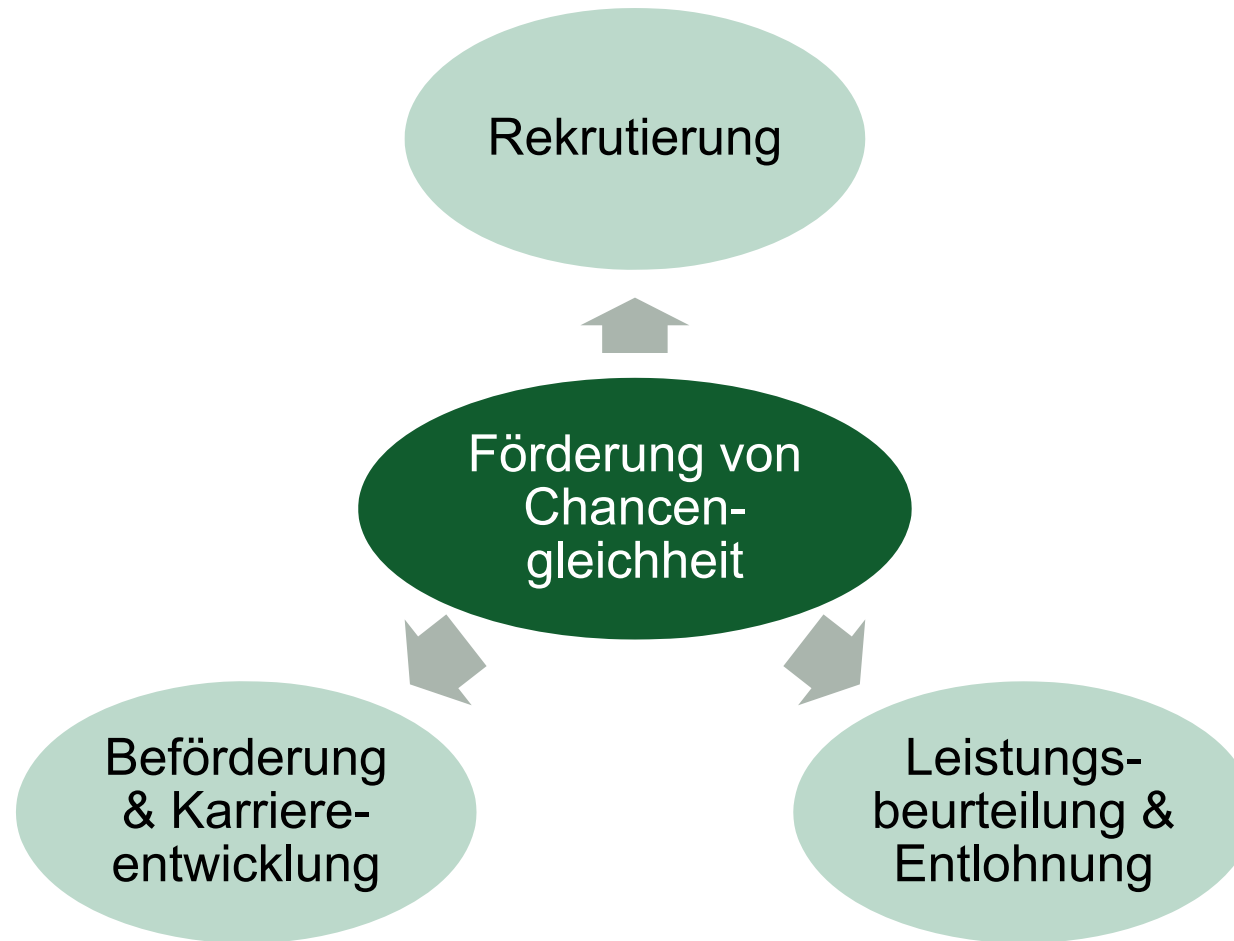 Rekrutierung
Förderung von
Chancen-
gleichheit
Beförderung
& Karriere-
entwicklung
Leistungs-
beurteilung &
Entlohnung